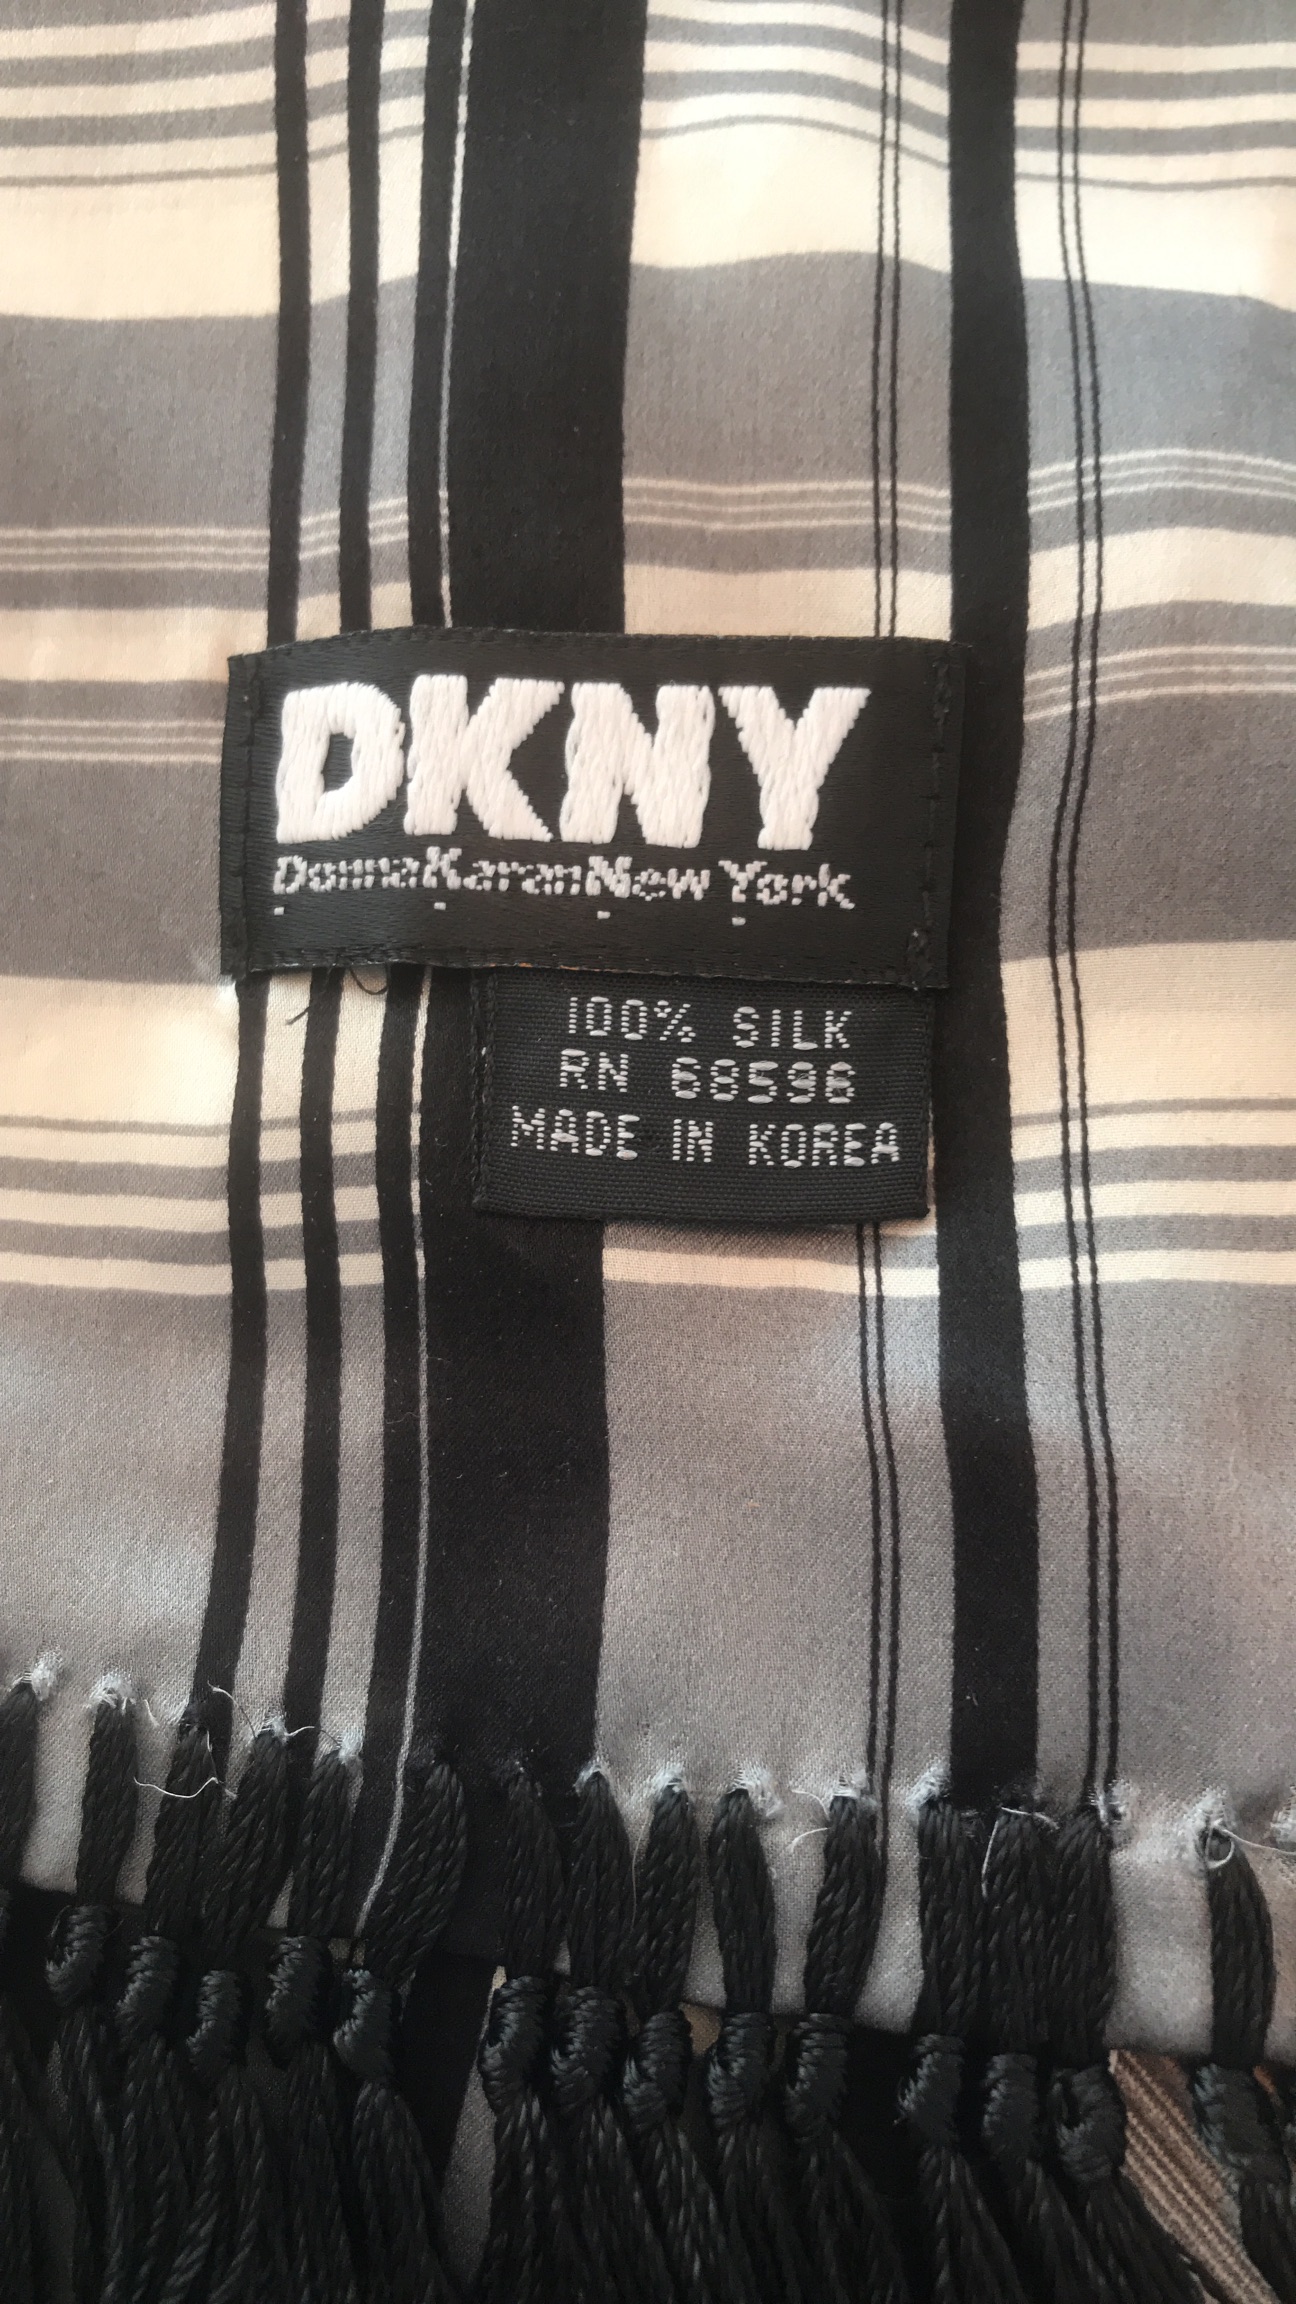 DKNY
DonnaKaranNewYork
100% SILK
RN 68596
MADE IN KOREA